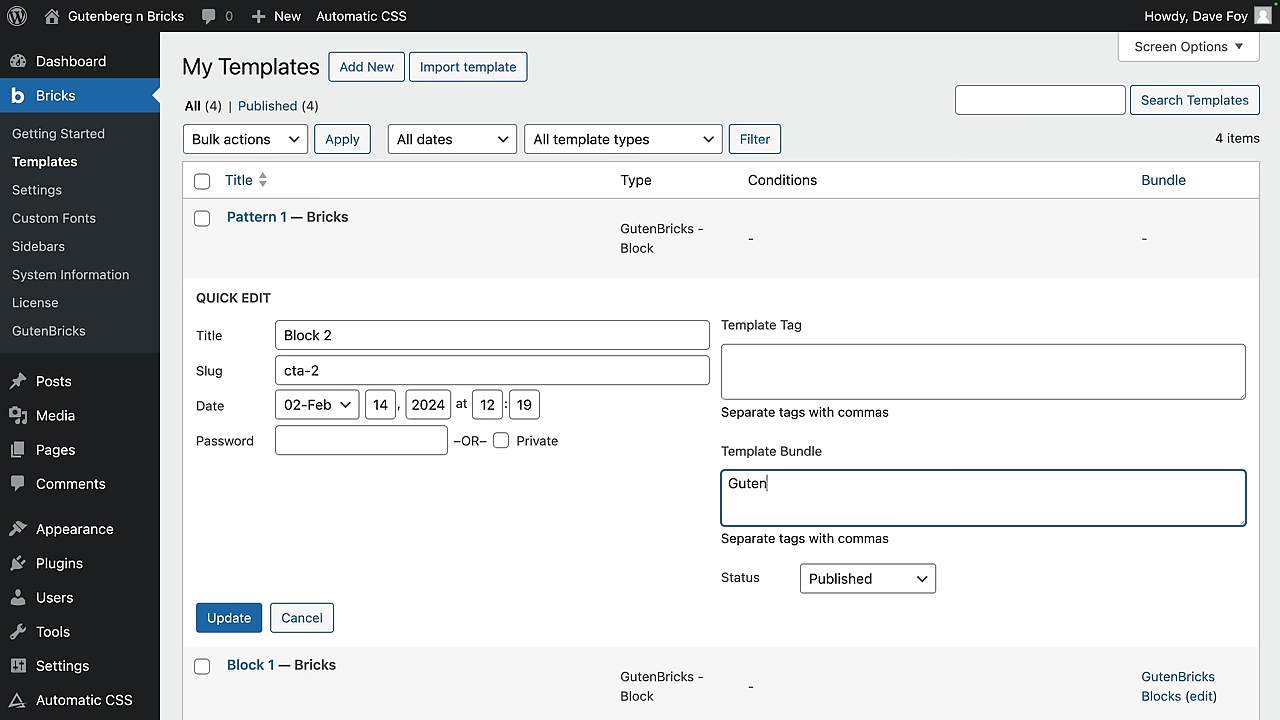 Gutenberg n Bricks 0 New Automatic CSS Howdy, Dave Foy
Dashboard
Bricks
Getting Started
Templates
Settings
Custom Fonts
Sidebars
System Information
License
GutenBricks
Posts
Media
Pages
Comments
Appearance
Plugins
Users
Tools
Settings
Automatic CSS
Screen Options
My Templates Add New Import template
All (4) | Published (4)
Search Templates
Bulk actions Apply All dates All template types Filter
4 items
Title Type Conditions Bundle
Pattern 1 — Bricks
GutenBricks -
Block
-
-
QUICK EDIT
Title Block 2
Slug cta-2
Date 02-Feb 14 , 2024 at 12 : 19
Password –OR– Private
Template Tag
Separate tags with commas
Template Bundle
Guten
Separate tags with commas
Status Published
Update Cancel
Block 1 — Bricks
GutenBricks -
Block
-
GutenBricks
Blocks (edit)